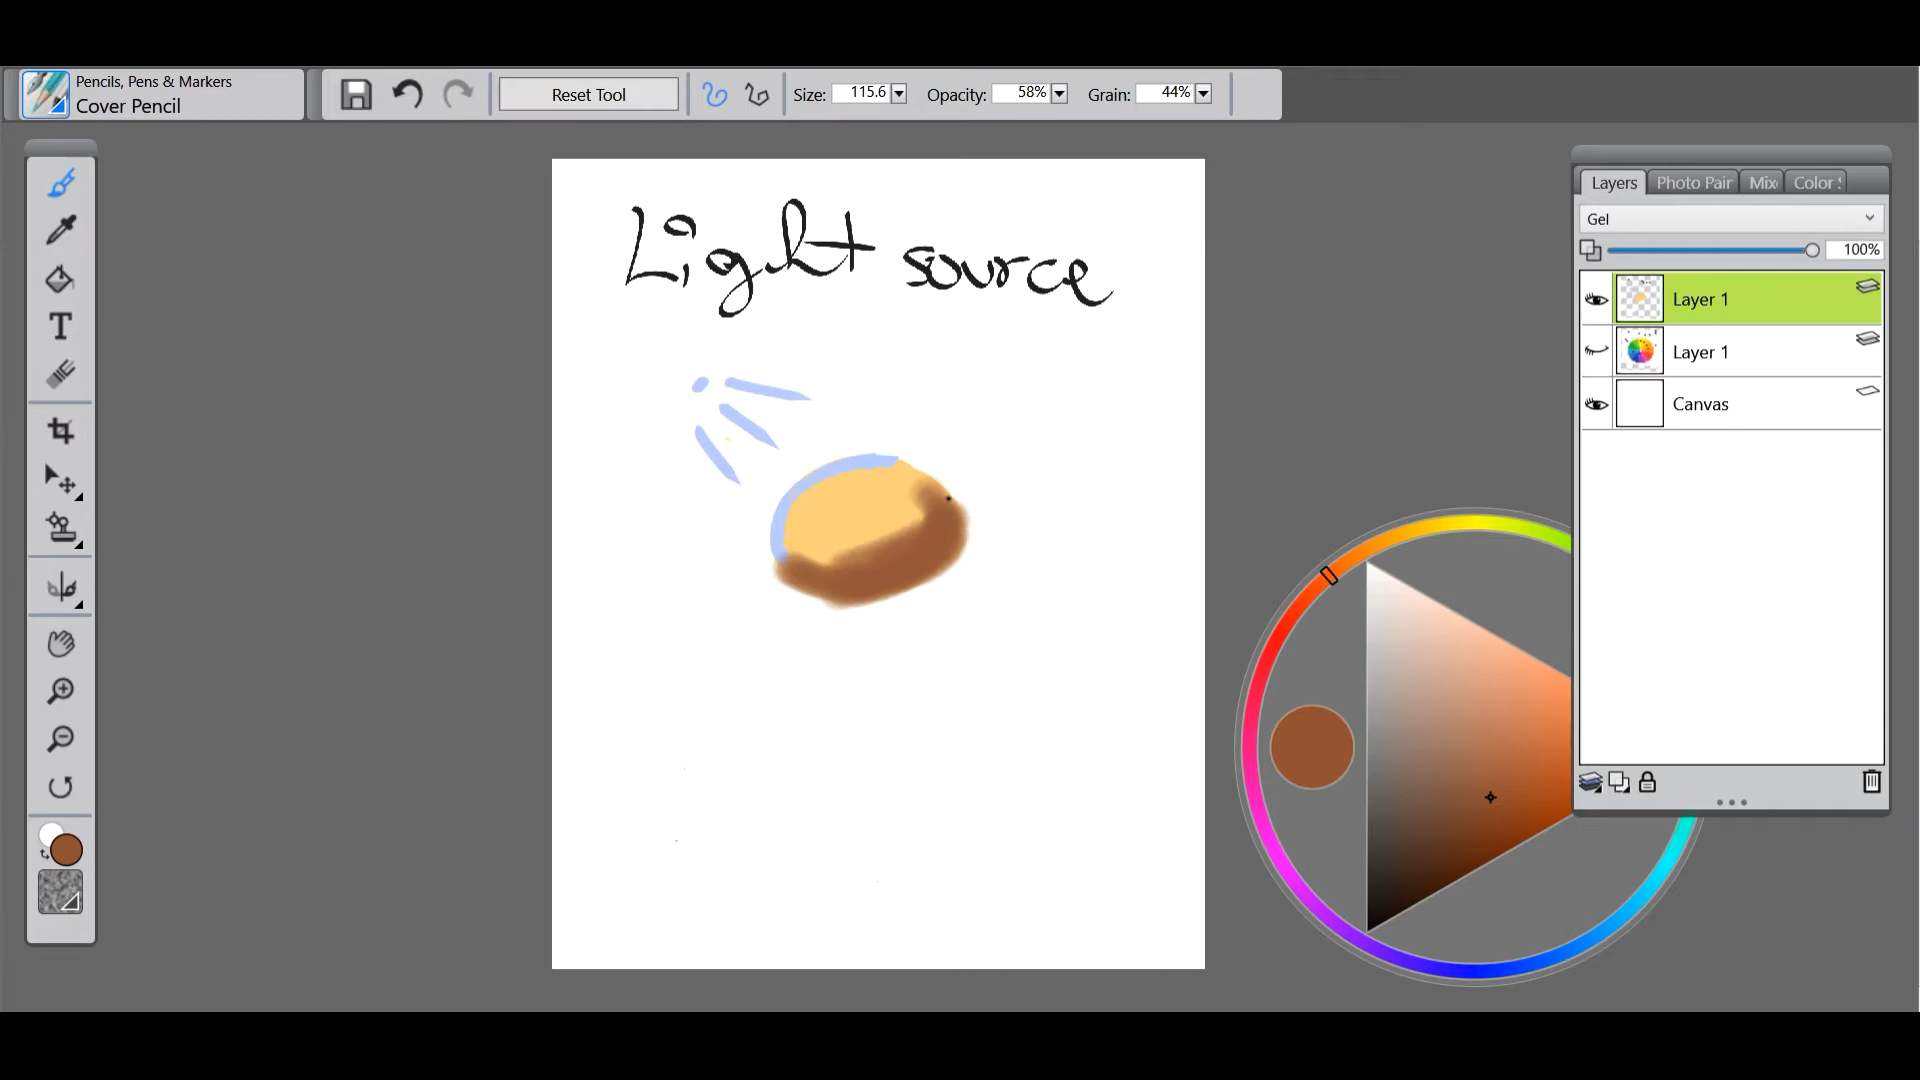 Pencils, Pens & Markers
Cover Pencil
Reset Tool
Size: 115.6
Opacity: 58%
Grain: 44%
Light source
Layers
Photo Pair
Mix
Color
Gel
100%
Layer 1
Layer 1
Canvas
T